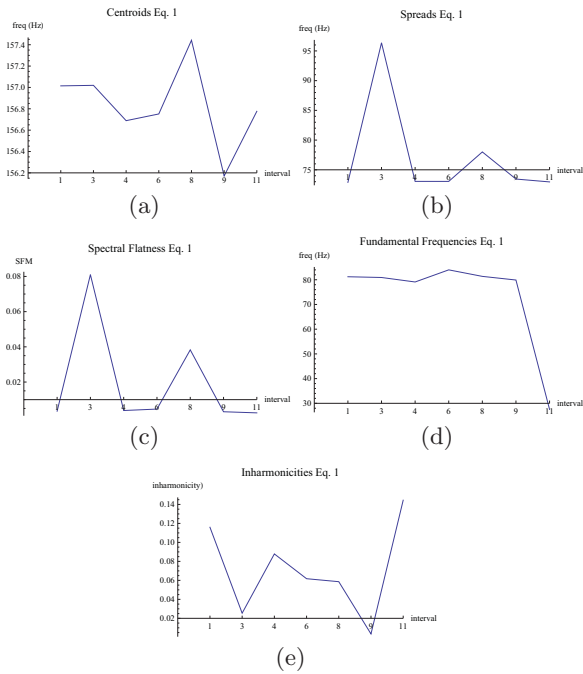 Centroids Eq. 1
freq (Hz)
157.4
157.2
157.0
156.8
156.6
156.4
156.2
1 3 4 6 8 9 11
interval
(a)
Spreads Eq. 1
freq (Hz)
95
90
85
80
75
1 3 4 6 8 9 11
interval
(b)
Spectral Flatness Eq. 1
SFM
0.08
0.06
0.04
0.02
1 3 4 6 8 9 11
interval
(c)
Fundamental Frequencies Eq. 1
freq (Hz)
80
70
60
50
40
30
1 3 4 6 8 9 11
interval
(d)
Inharmonicities Eq. 1
inharmonicity)
0.14
0.12
0.10
0.08
0.06
0.04
0.02
1 3 4 6 8 9 11
interval
(e)